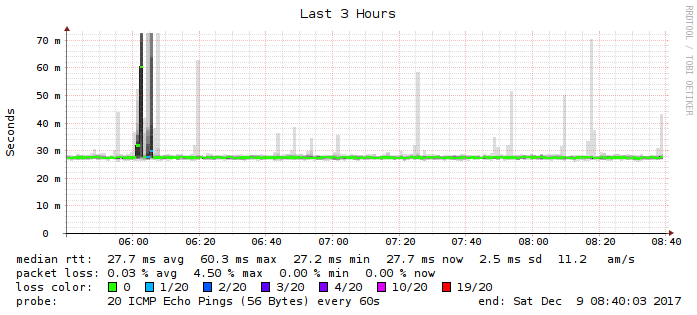 Last 3 Hours
RRDTOOL / TOBI OETIKER
Seconds
70 m
60 m
50 m
40 m
30 m
20 m
10 m
0
06:00 06:20 06:40 07:00 07:20 07:40 08:00 08:20 08:40
median rtt: 27.7 ms avg 60.3 ms max 27.2 ms min 27.7 ms now 2.5 ms sd 11.2 am/s
packet loss: 0.03 % avg 4.50 % max 0.00 % min 0.00 % now
loss color: 0 1/20 2/20 3/20 4/20 10/20 19/20
probe: 20 ICMP Echo Pings (56 Bytes) every 60s end: Sat Dec 9 08:40:03 2017